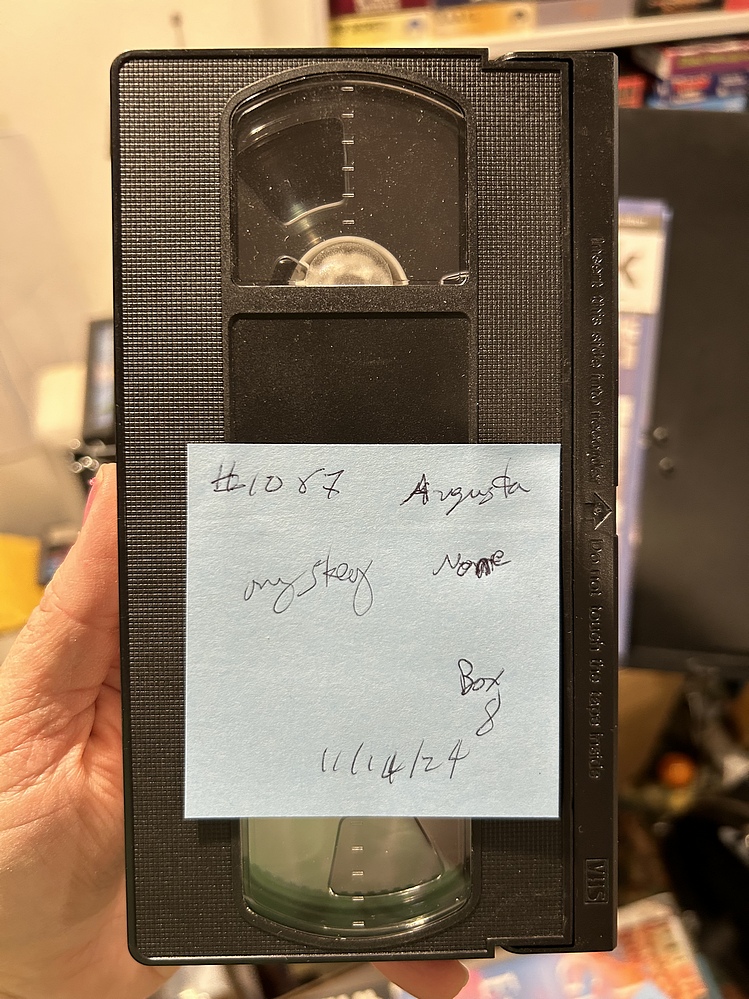 #1087 Augusta
mystery None
Box
8
11/14/24
Insert this side into recorder
Do not touch the tape inside
VHS